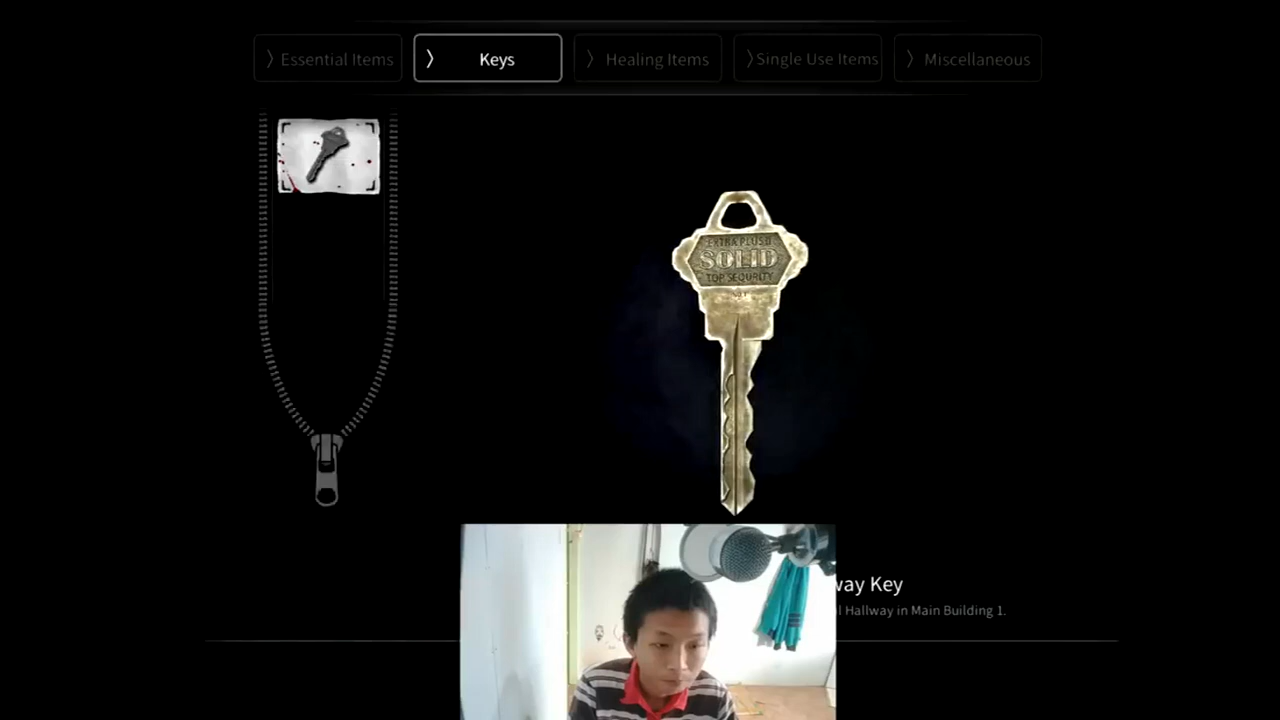 Essential Items
Keys
Healing Items
Single Use Items
Miscellaneous
EXTRA PLUS
SOLID
TOP SEQURITY
way Key
l Hallway in Main Building 1.